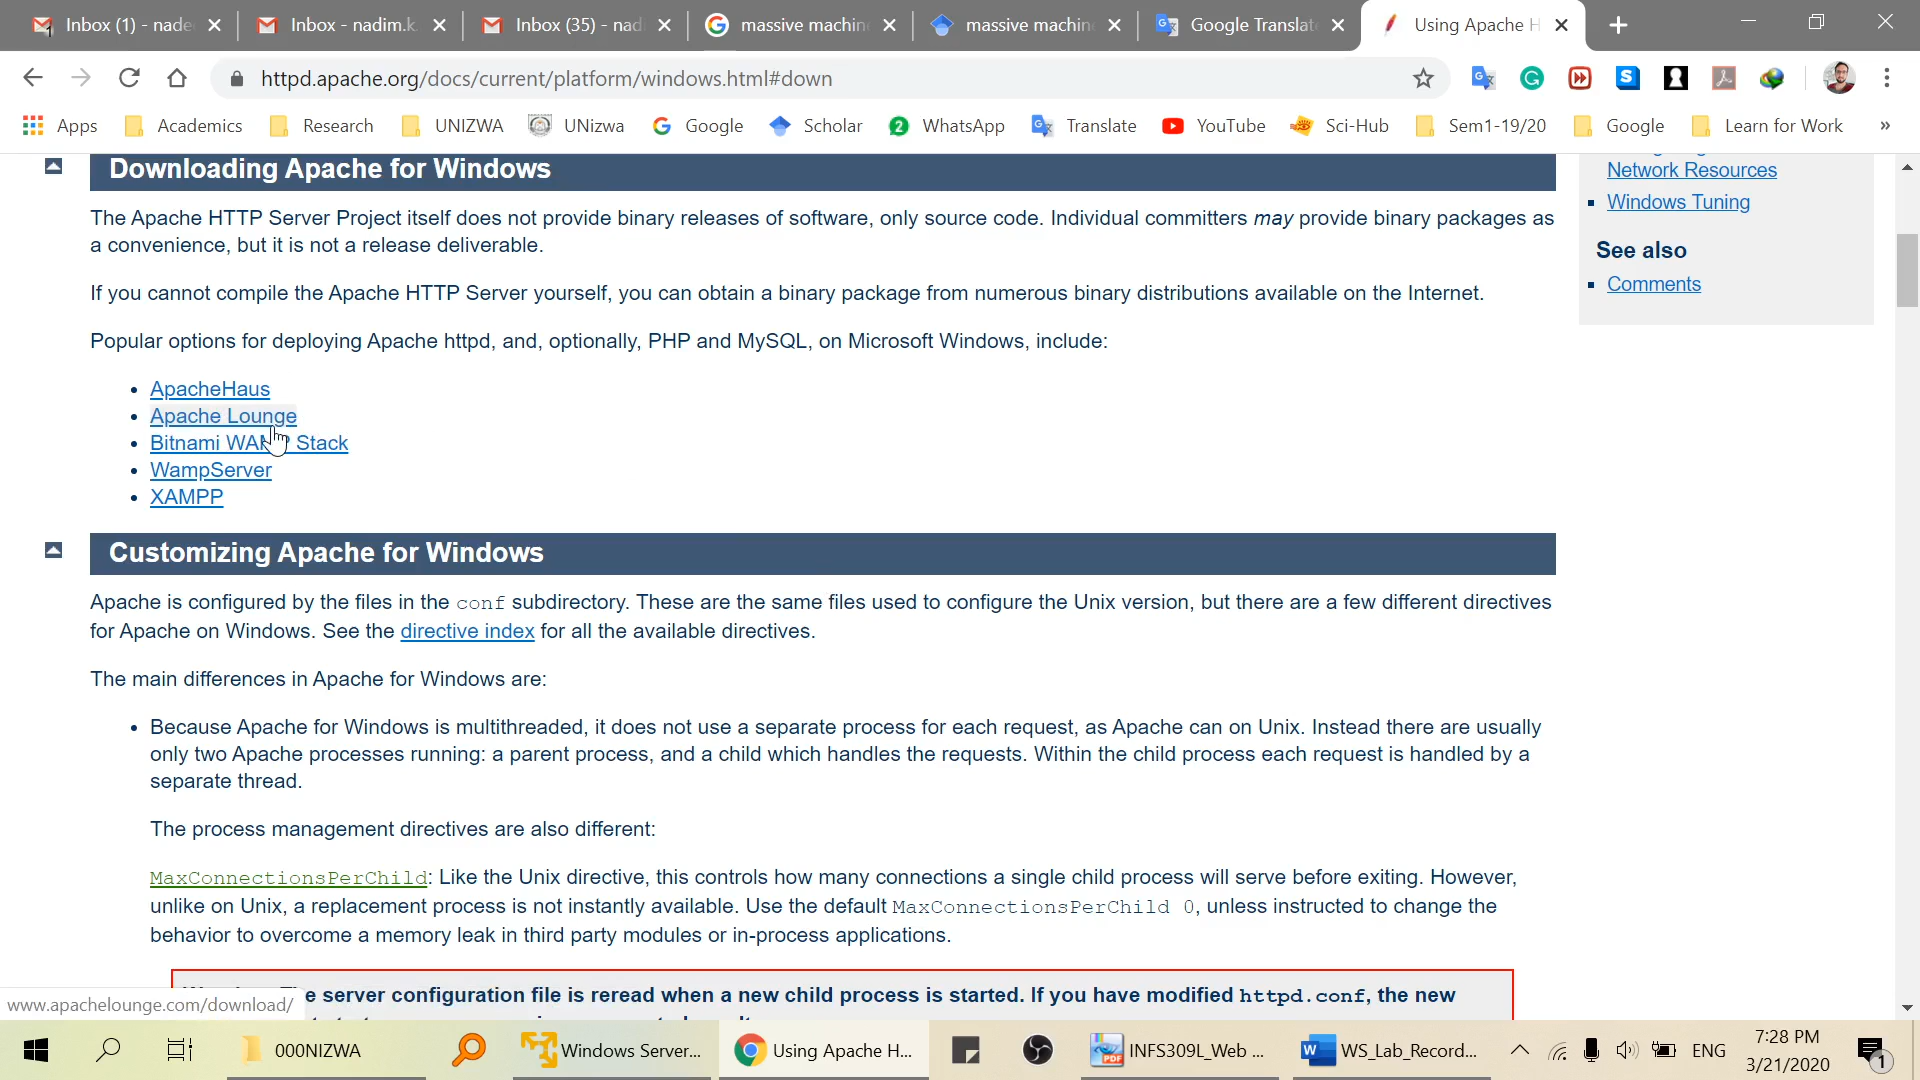 Inbox (1) - nade
Inbox - nadim.k
Inbox (35) - nad
massive machin
massive machin
Google Translat
Using Apache H
httpd.apache.org/docs/current/platform/windows.html#down
Apps
Academics
Research
UNIZWA
UNizwa
Google
Scholar
WhatsApp
Translate
YouTube
Sci-Hub
Sem1-19/20
Google
Learn for Work
»
Downloading Apache for Windows
The Apache HTTP Server Project itself does not provide binary releases of software, only source code. Individual committers may provide binary packages as
a convenience, but it is not a release deliverable.
If you cannot compile the Apache HTTP Server yourself, you can obtain a binary package from numerous binary distributions available on the Internet.
Popular options for deploying Apache httpd, and, optionally, PHP and MySQL, on Microsoft Windows, include:
• ApacheHaus
• Apache Lounge
• Bitnami WAMP Stack
• WampServer
• XAMPP
Network Resources
Windows Tuning
See also
Comments
Customizing Apache for Windows
Apache is configured by the files in the conf subdirectory. These are the same files used to configure the Unix version, but there are a few different directives
for Apache on Windows. See the directive index for all the available directives.
The main differences in Apache for Windows are:
• Because Apache for Windows is multithreaded, it does not use a separate process for each request, as Apache can on Unix. Instead there are usually
only two Apache processes running: a parent process, and a child which handles the requests. Within the child process each request is handled by a
separate thread.
The process management directives are also different:
MaxConnectionsPerChild: Like the Unix directive, this controls how many connections a single child process will serve before exiting. However,
unlike on Unix, a replacement process is not instantly available. Use the default MaxConnectionsPerChild 0, unless instructed to change the
behavior to overcome a memory leak in third party modules or in-process applications.
server configuration file is reread when a new child process is started. If you have modified httpd.conf, the new
www.apachelounge.com/download/
000NIZWA
Windows Server...
Using Apache H...
INFS309L_Web ...
WS_Lab_Record...
ENG
7:28 PM
3/21/2020
1